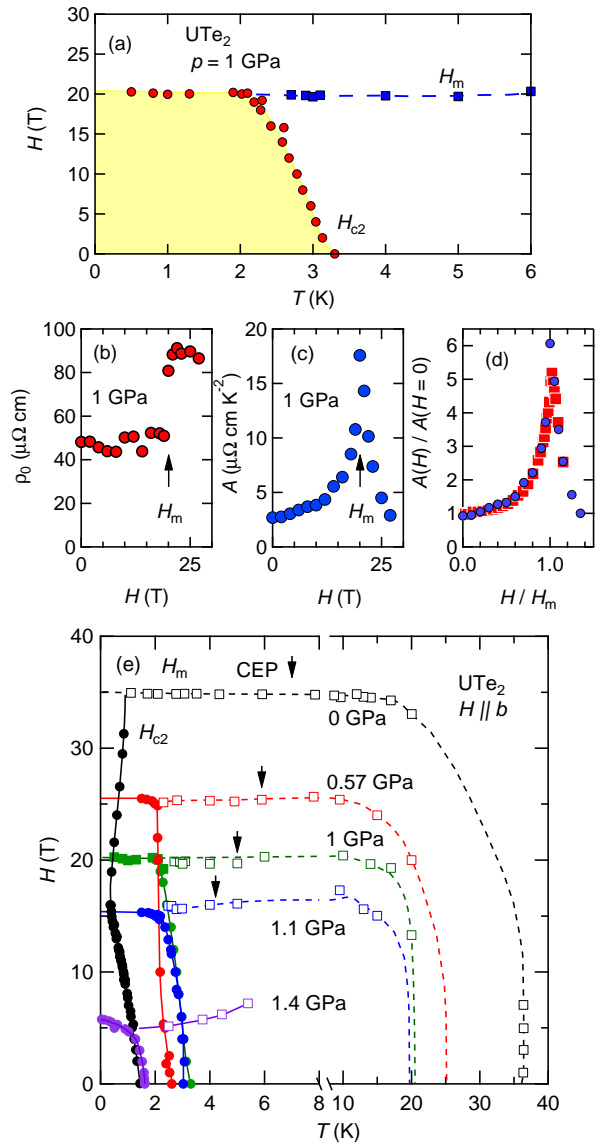 (a)
UTe2
p = 1 GPa
Hm
Hc2
H (T)
30
25
20
15
10
5
0
0 1 2 3 4 5 6
T (K)
(b)
1 GPa
Hm
ρ0 (μΩ cm)
100
80
60
40
20
0
0 25
H (T)
(c)
1 GPa
Hm
A (μΩ cm K-2)
20
15
10
5
0
0 25
H (T)
(d)
A(H) / A(H = 0)
6
5
4
3
2
1
0
0.0 1.0
H / Hm
(e)
Hm
CEP
UTe2
H || b
0 GPa
Hc2
0.57 GPa
1 GPa
1.1 GPa
1.4 GPa
H (T)
40
35
30
25
20
15
10
5
0
0 2 4 6 8 10 20 30 40
T (K)